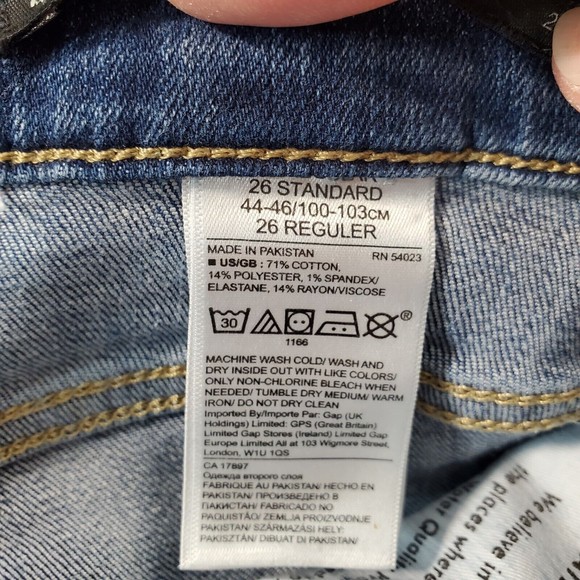 26 STANDARD
44-46/100-103CM
26 REGULER
MADE IN PAKISTAN RN 54023
■ US/GB : 71% COTTON,
14% POLYESTER, 1% SPANDEX/
ELASTANE, 14% RAYON/VISCOSE
30
®
1166
MACHINE WASH COLD/ WASH AND
DRY INSIDE OUT WITH LIKE COLORS/
ONLY NON-CHLORINE BLEACH WHEN
NEEDED/ TUMBLE DRY MEDIUM/ WARM
IRON/ DO NOT DRY CLEAN
Imported By/Importe Par: Gap (UK
Holdings) Limited: GPS (Great Britain)
Limited Gap Stores (Ireland) Limited Gap
Europe Limited All at 103 Wigmore Street,
London, W1U 1QS
CA 17897
Одежда второго слоя
FABRIQUE AU PAKISTAN/ HECHO EN
PAKISTAN/ ПРОИЗВЕДЕНО В
ПАКИСТАН/ FABRICADO NO
PAQUISTÃO/ ZEMLJA PROIZVODNJE
PAKISTAN/ SZÁRMAZÁSI HELY:
PAKISZTÁN/ DIBUAT DI PAKISTAN/
We believe in
the places where
Qualit